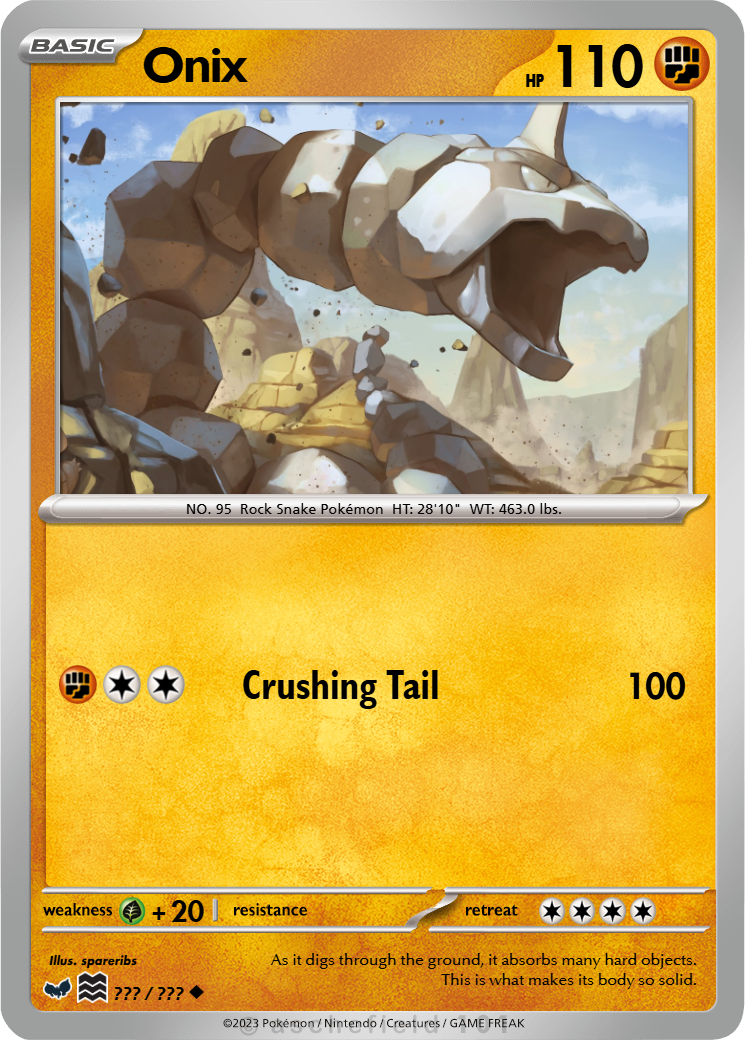 BASIC
Onix
HP 110
NO. 95 Rock Snake Pokémon HT: 28'10" WT: 463.0 lbs.
Crushing Tail 100
weakness + 20 resistance retreat
Illus. spareribs
As it digs through the ground, it absorbs many hard objects.
This is what makes its body so solid.
??? / ???
©2023 Pokémon / Nintendo / Creatures / GAME FREAK